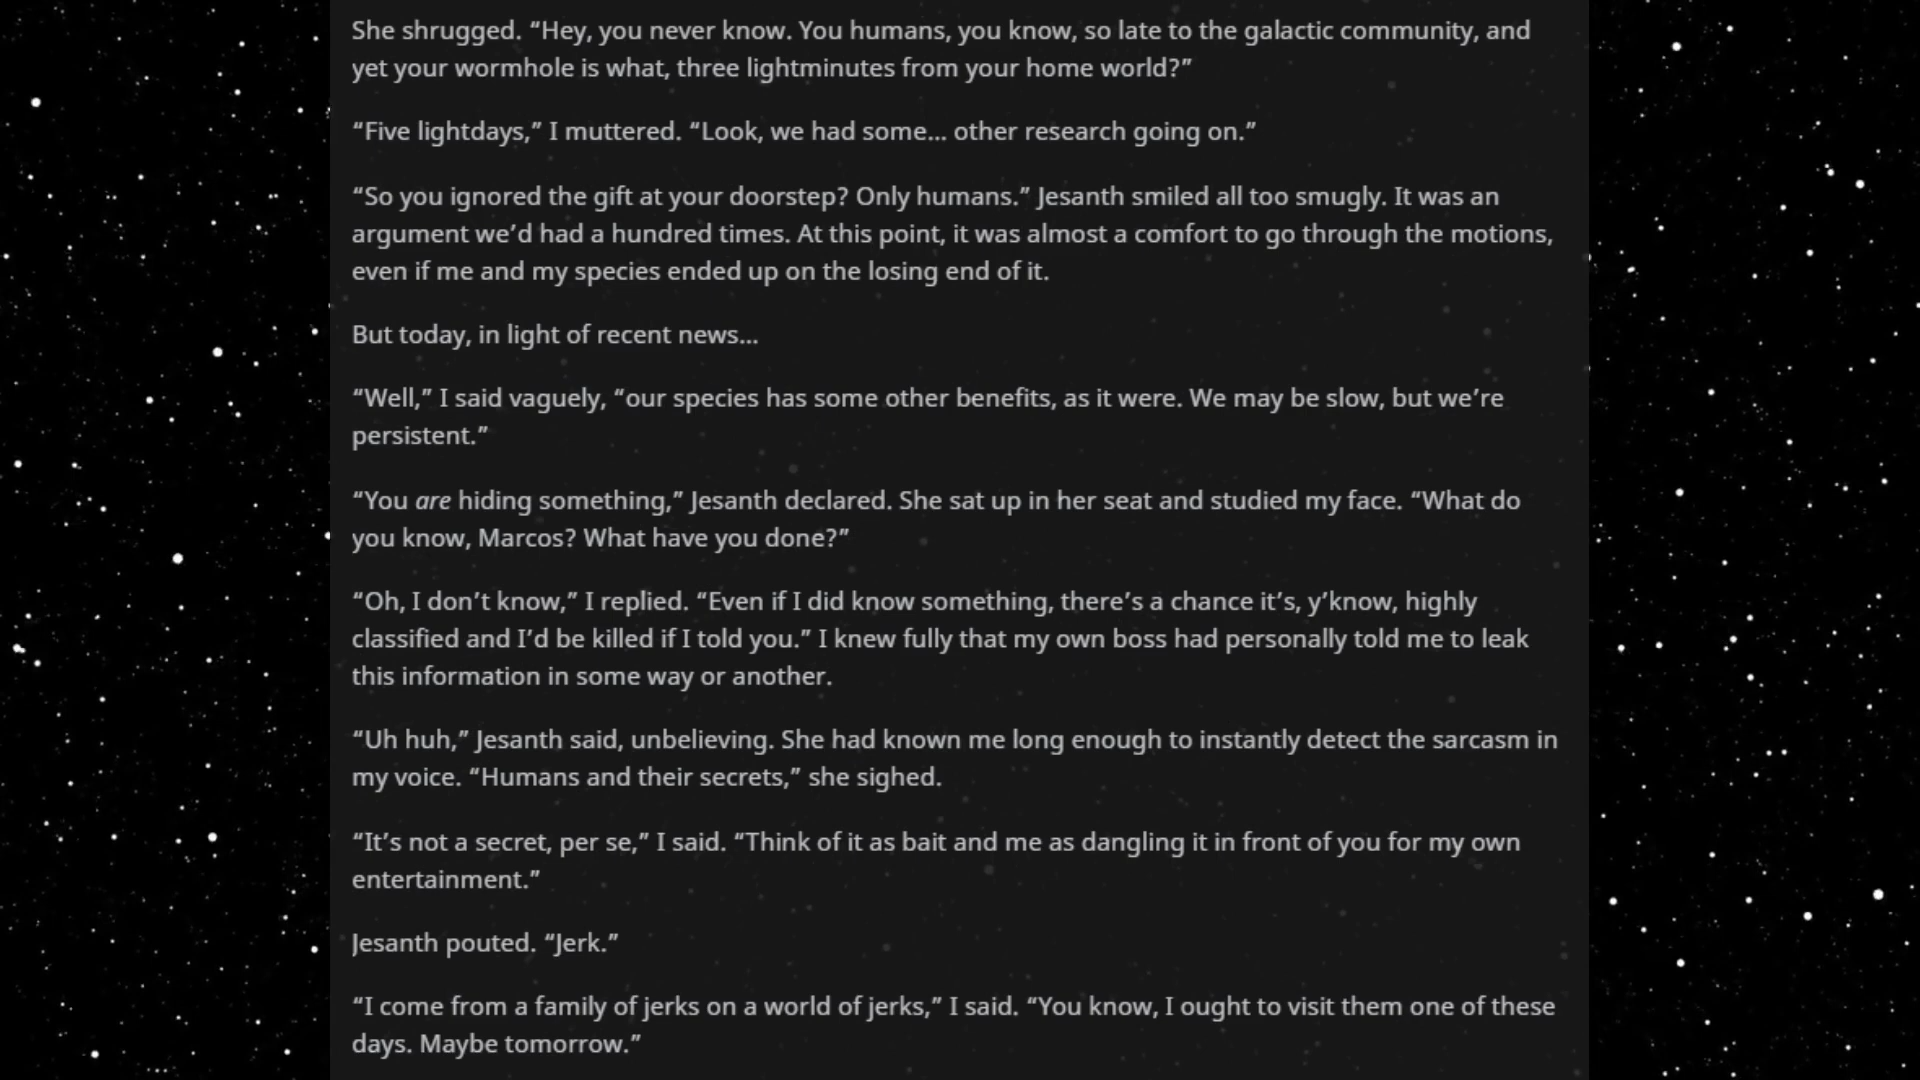 She shrugged. “Hey, you never know. You humans, you know, so late to the galactic community, and
yet your wormhole is what, three lightminutes from your home world?”
“Five lightdays,” I muttered. “Look, we had some… other research going on.”
“So you ignored the gift at your doorstep? Only humans.” Jesanth smiled all too smugly. It was an
argument we’d had a hundred times. At this point, it was almost a comfort to go through the motions,
even if me and my species ended up on the losing end of it.
But today, in light of recent news…
“Well,” I said vaguely, “our species has some other benefits, as it were. We may be slow, but we’re
persistent.”
“You are hiding something,” Jesanth declared. She sat up in her seat and studied my face. “What do
you know, Marcos? What have you done?”
“Oh, I don’t know,” I replied. “Even if I did know something, there’s a chance it’s, y’know, highly
classified and I’d be killed if I told you.” I knew fully that my own boss had personally told me to leak
this information in some way or another.
“Uh huh,” Jesanth said, unbelieving. She had known me long enough to instantly detect the sarcasm in
my voice. “Humans and their secrets,” she sighed.
“It’s not a secret, per se,” I said. “Think of it as bait and me as dangling it in front of you for my own
entertainment.”
Jesanth pouted. “Jerk.”
“I come from a family of jerks on a world of jerks,” I said. “You know, I ought to visit them one of these
days. Maybe tomorrow.”